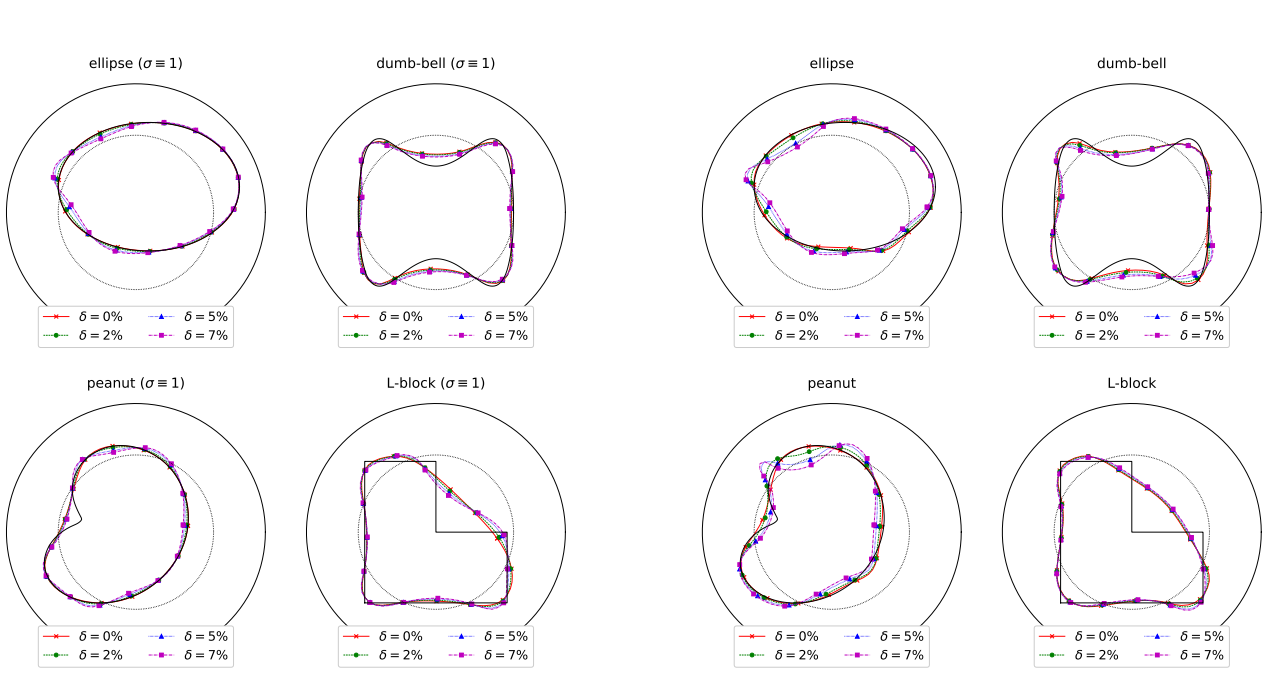 ellipse (σ ≡ 1)
dumb-bell (σ ≡ 1)
ellipse
dumb-bell
δ = 0% δ = 5%
δ = 2% δ = 7%
δ = 0% δ = 5%
δ = 2% δ = 7%
δ = 0% δ = 5%
δ = 2% δ = 7%
δ = 0% δ = 5%
δ = 2% δ = 7%
peanut (σ ≡ 1)
L-block (σ ≡ 1)
peanut
L-block
δ = 0% δ = 5%
δ = 2% δ = 7%
δ = 0% δ = 5%
δ = 2% δ = 7%
δ = 0% δ = 5%
δ = 2% δ = 7%
δ = 0% δ = 5%
δ = 2% δ = 7%